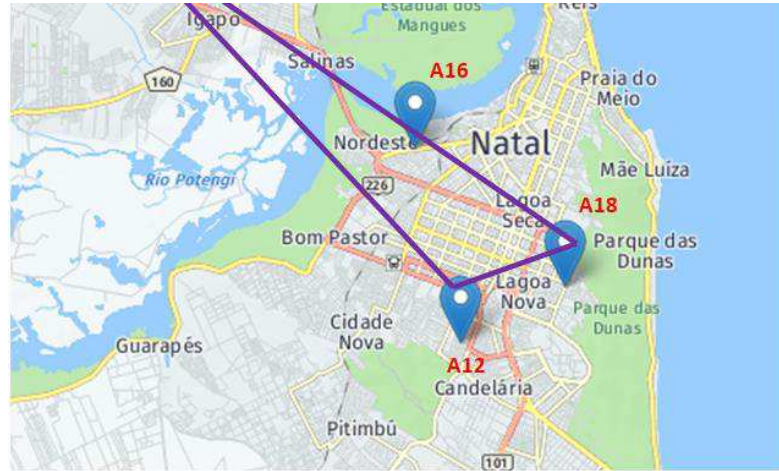 Igapó
Estadual dos
Mangues
Reis
Salinas
A16
160
Praia do
Meio
Nordeste
Natal
Mãe Luíza
Rio Potengi
226
Lagoa
Seca
A18
Bom Pastor
Parque das
Dunas
Lagoa
Nova
Parque das
Dunas
Cidade
Nova
Guarapés
A12
Candelária
Pitimbú
101